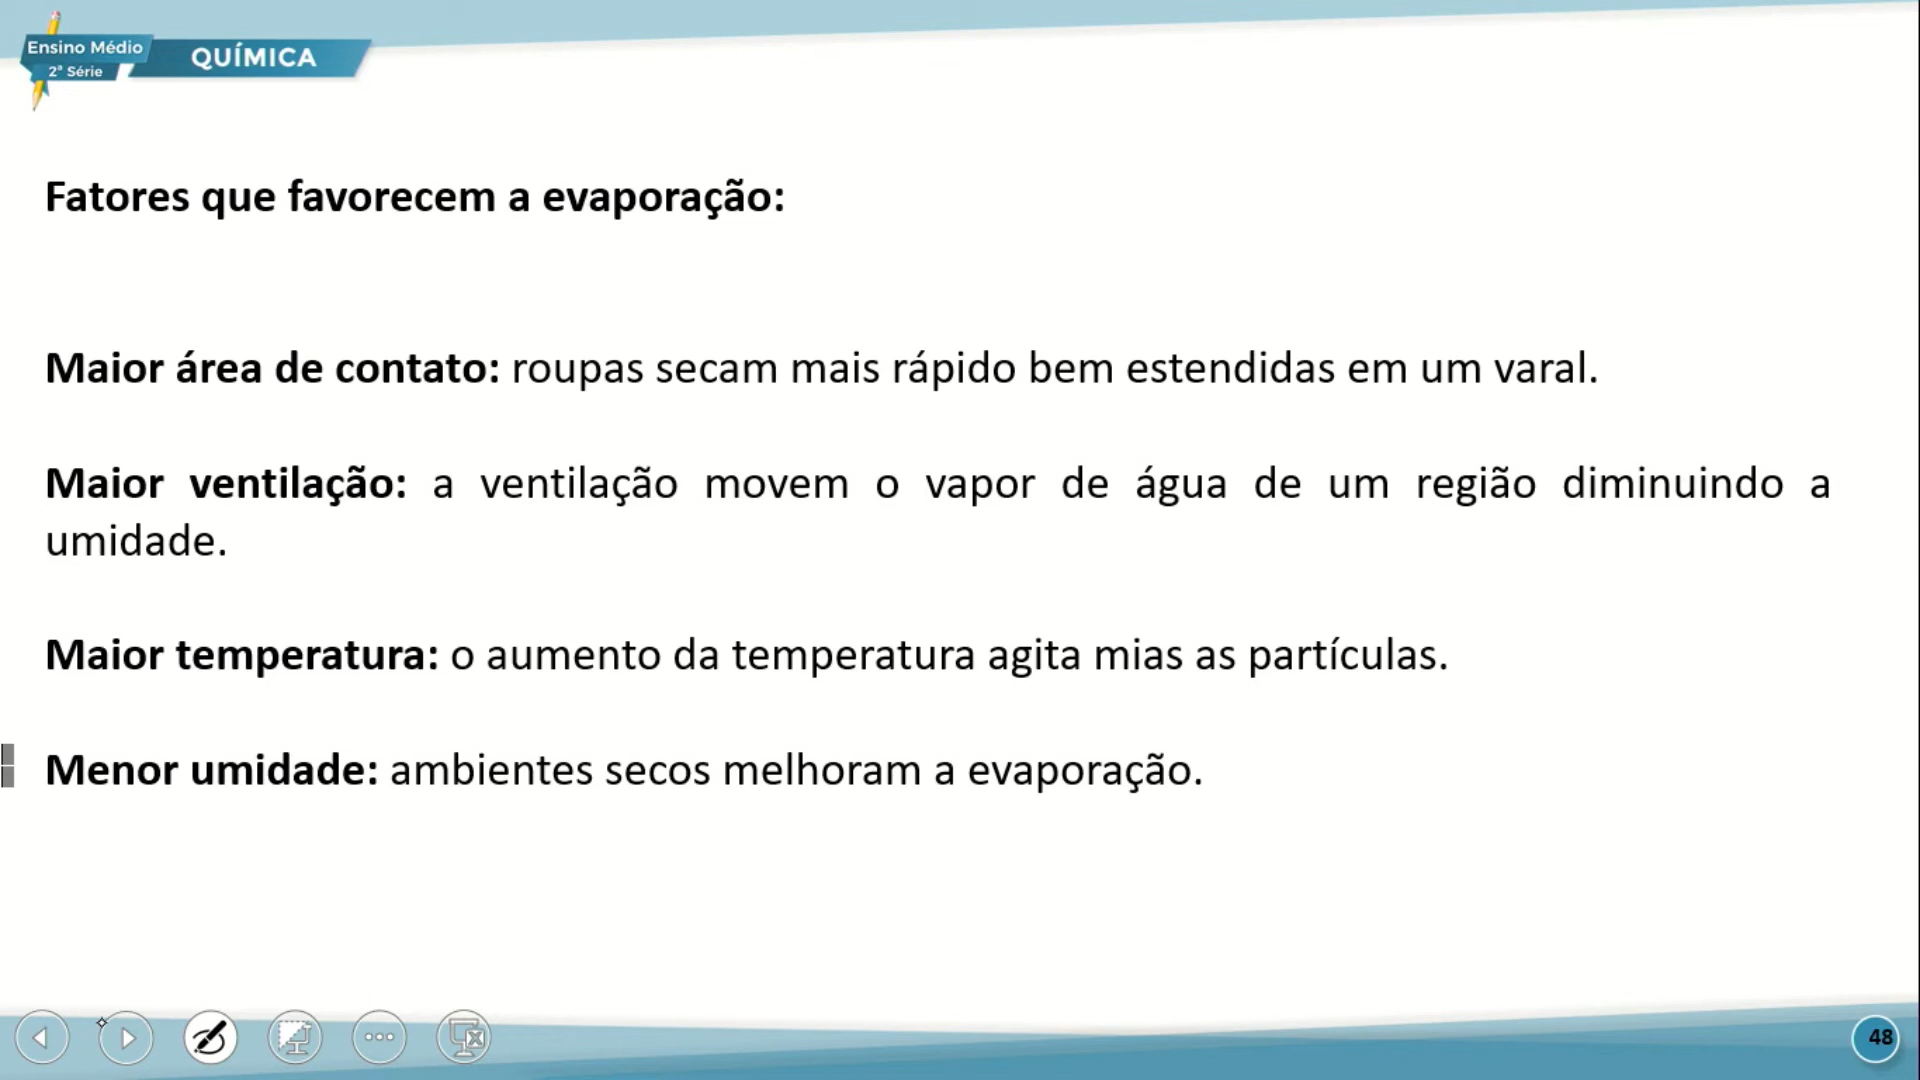 Ensino Médio
2ª Série
QUÍMICA
Fatores que favorecem a evaporação:
Maior área de contato: roupas secam mais rápido bem estendidas em um varal.
Maior ventilação: a ventilação movem o vapor de água de um região diminuindo a
umidade.
Maior temperatura: o aumento da temperatura agita mias as partículas.
Menor umidade: ambientes secos melhoram a evaporação.
48